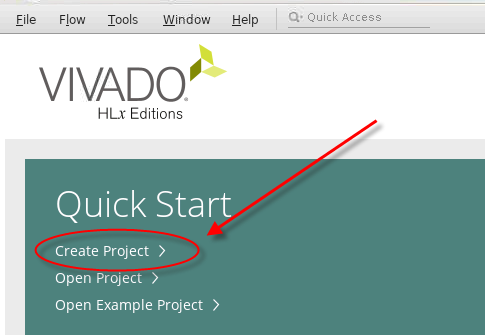 File Flow Tools Window Help Quick Access
VIVADO
HLx Editions
Quick Start
Create Project
Open Project
Open Example Project